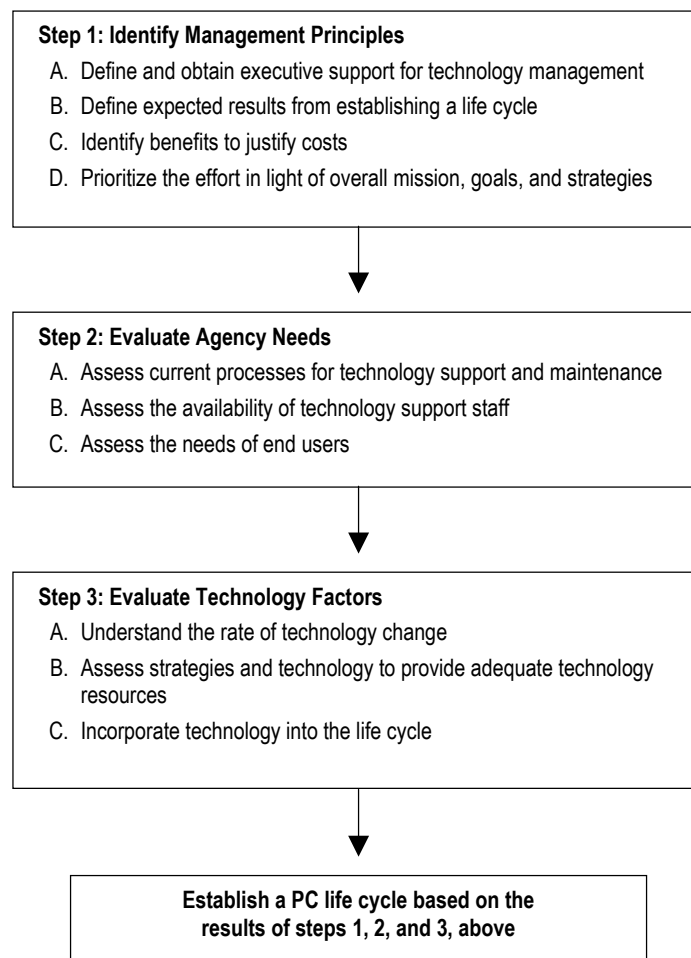 Step 1: Identify Management Principles
A. Define and obtain executive support for technology management
B. Define expected results from establishing a life cycle
C. Identify benefits to justify costs
D. Prioritize the effort in light of overall mission, goals, and strategies
Step 2: Evaluate Agency Needs
A. Assess current processes for technology support and maintenance
B. Assess the availability of technology support staff
C. Assess the needs of end users
Step 3: Evaluate Technology Factors
A. Understand the rate of technology change
B. Assess strategies and technology to provide adequate technology
resources
C. Incorporate technology into the life cycle
Establish a PC life cycle based on the
results of steps 1, 2, and 3, above